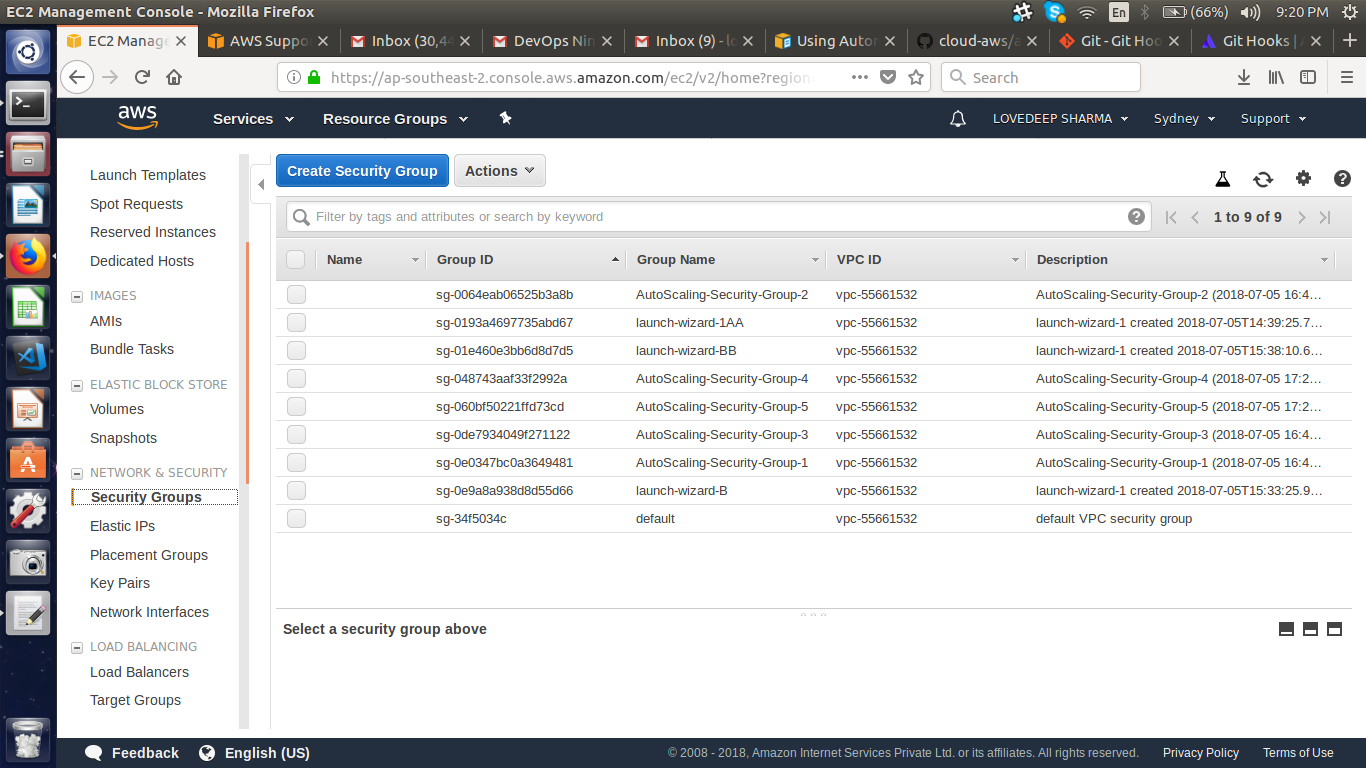 EC2 Management Console - Mozilla Firefox
En (66%) 9:20 PM
EC2 Manage AWS Suppo Inbox (30,44 DevOps Nin Inbox (9) - lo Using Autor cloud-aws/a Git - Git Hoo Git Hooks |
https://ap-southeast-2.console.aws.amazon.com/ec2/v2/home?region Search
aws Services Resource Groups LOVEDEEP SHARMA Sydney Support
Launch Templates
Spot Requests
Reserved Instances
Dedicated Hosts
IMAGES
AMIs
Bundle Tasks
ELASTIC BLOCK STORE
Volumes
Snapshots
NETWORK & SECURITY
Security Groups
Elastic IPs
Placement Groups
Key Pairs
Network Interfaces
LOAD BALANCING
Load Balancers
Target Groups
Create Security Group Actions
Filter by tags and attributes or search by keyword 1 to 9 of 9
Name Group ID Group Name VPC ID Description
sg-0064eab06525b3a8b AutoScaling-Security-Group-2 vpc-55661532 AutoScaling-Security-Group-2 (2018-07-05 16:4...
sg-0193a4697735abd67 launch-wizard-1AA vpc-55661532 launch-wizard-1 created 2018-07-05T14:39:25.7...
sg-01e460e3bb6d8d7d5 launch-wizard-BB vpc-55661532 launch-wizard-1 created 2018-07-05T15:38:10.6...
sg-048743aaf33f2992a AutoScaling-Security-Group-4 vpc-55661532 AutoScaling-Security-Group-4 (2018-07-05 17:2...
sg-060bf50221ffd73cd AutoScaling-Security-Group-5 vpc-55661532 AutoScaling-Security-Group-5 (2018-07-05 17:2...
sg-0de7934049f271122 AutoScaling-Security-Group-3 vpc-55661532 AutoScaling-Security-Group-3 (2018-07-05 16:4...
sg-0e0347bc0a3649481 AutoScaling-Security-Group-1 vpc-55661532 AutoScaling-Security-Group-1 (2018-07-05 16:4...
sg-0e9a8a938d8d55d66 launch-wizard-B vpc-55661532 launch-wizard-1 created 2018-07-05T15:33:25.9...
sg-34f5034c default vpc-55661532 default VPC security group
Select a security group above
Feedback English (US) © 2008 - 2018, Amazon Internet Services Private Ltd. or its affiliates. All rights reserved. Privacy Policy Terms of Use